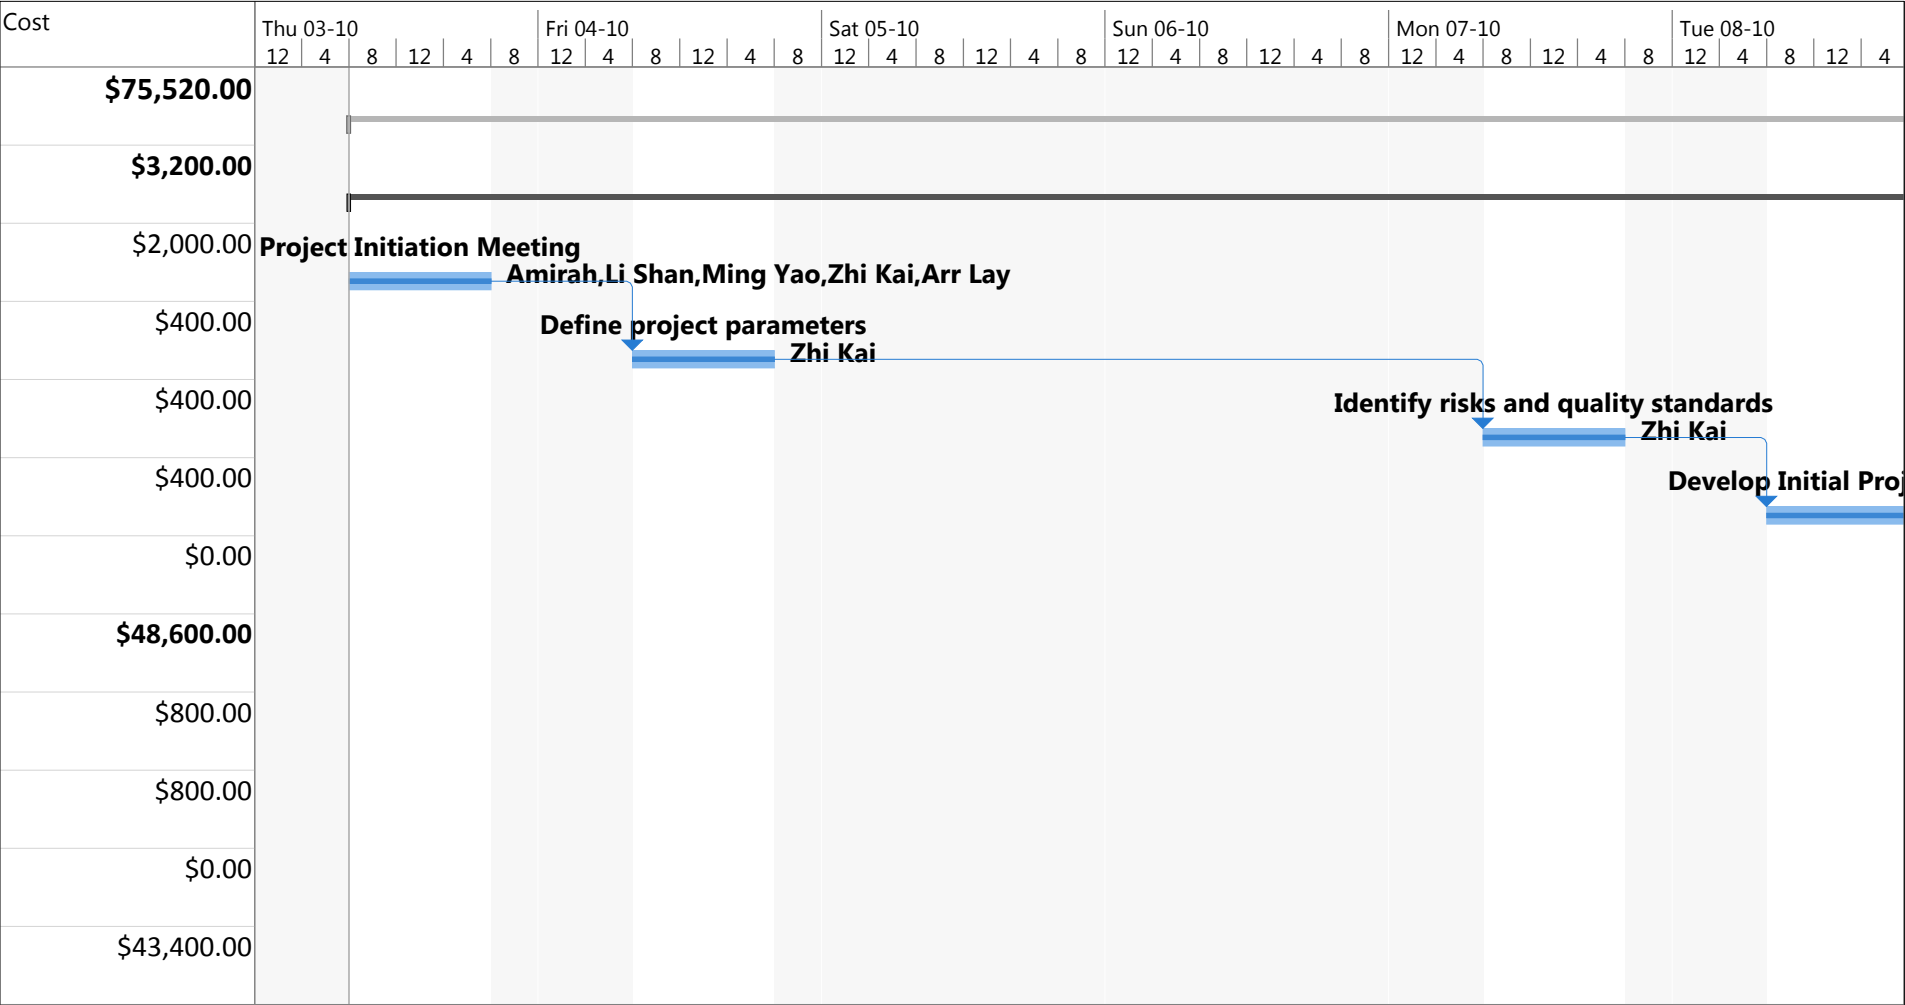 Cost
Thu 03-10 Fri 04-10 Sat 05-10 Sun 06-10 Mon 07-10 Tue 08-10
12 4 8 12 4 8 12 4 8 12 4 8 12 4 8 12 4 8 12 4 8 12 4 8 12 4 8 12 4 8 12 4 8 12 4
$75,520.00
$3,200.00
$2,000.00 Project Initiation Meeting
Amirah,Li Shan,Ming Yao,Zhi Kai,Arr Lay
$400.00 Define project parameters
Zhi Kai
$400.00 Identify risks and quality standards
Zhi Kai
$400.00 Develop Initial Proj
$0.00
$48,600.00
$800.00
$800.00
$0.00
$43,400.00